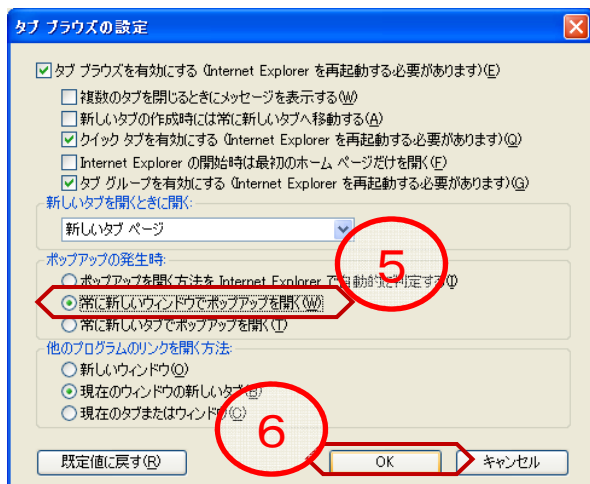 タブ ブラウズの設定
タブ ブラウズを有効にする (Internet Explorer を再起動する必要があります)(E)
複数のタブを閉じるときにメッセージを表示する(W)
新しいタブの作成時には常に新しいタブへ移動する(A)
クイック タブを有効にする (Internet Explorer を再起動する必要があります)(Q)
Internet Explorer の開始時は最初のホーム ページだけを開く(F)
タブ グループを有効にする (Internet Explorer を再起動する必要があります)(G)
新しいタブを開くときに開く:
新しいタブ ページ
ポップアップの発生時:
5
ポップアップを開く方法を Internet Explorer で自動的に判定する(I)
常に新しいウィンドウでポップアップを開く(W)
常に新しいタブでポップアップを開く(T)
他のプログラムのリンクを開く方法:
新しいウィンドウ(O)
現在のウィンドウの新しいタブ(B)
現在のタブまたはウィンドウ(C)
6
既定値に戻す(R)
OK
キャンセル